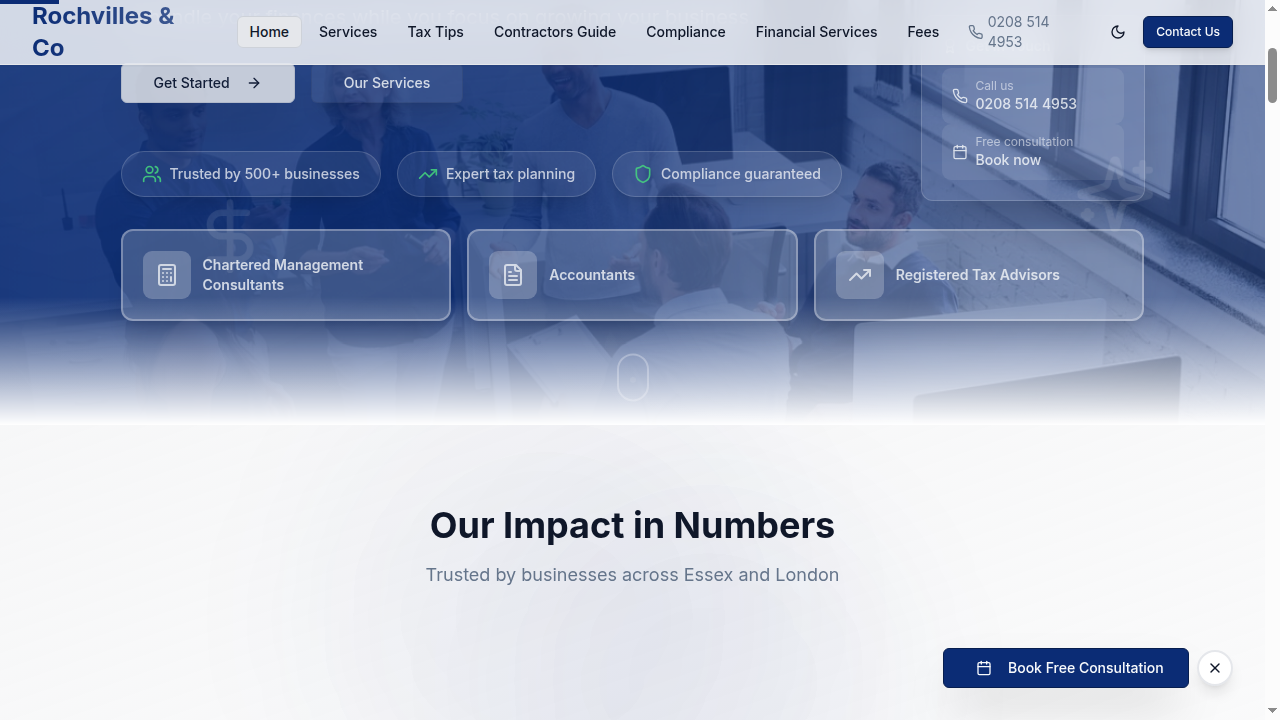 Rochvilles &
Co
Home
Services
Tax Tips
Contractors Guide
Compliance
Financial Services
Fees
0208 514
4953
Contact Us
Get Started
Our Services
Call us
0208 514 4953
Free consultation
Book now
Trusted by 500+ businesses
Expert tax planning
Compliance guaranteed
Chartered Management
Consultants
Accountants
Registered Tax Advisors
Our Impact in Numbers
Trusted by businesses across Essex and London
Book Free Consultation